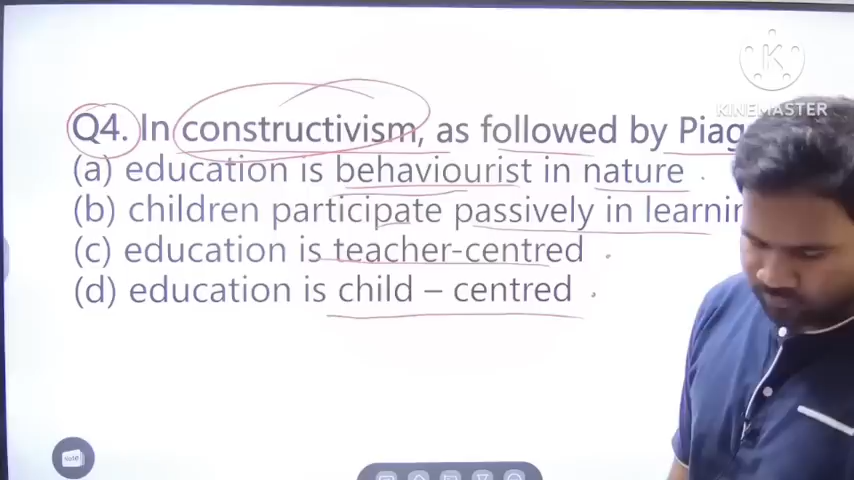 KINEMASTER
Q4. In constructivism, as followed by
(a) education is behaviourist in nature
(b) children participate passively in
(c) education is teacher-centred
(d) education is child – centred